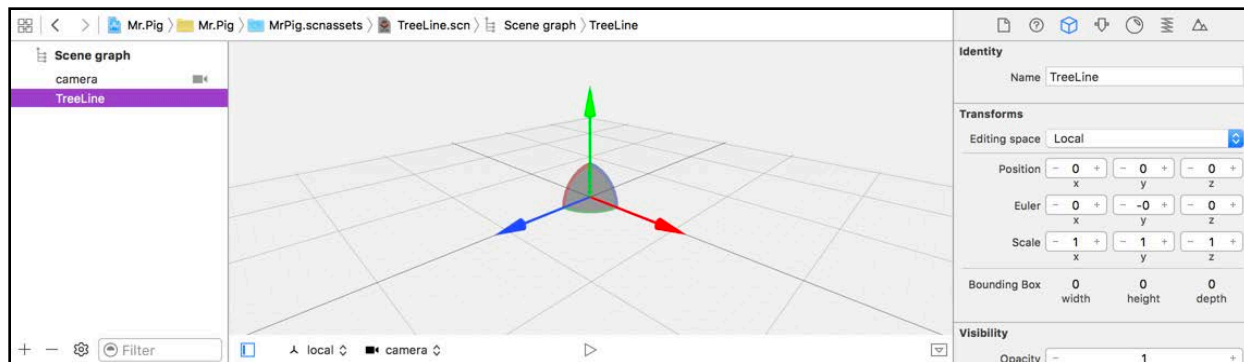 Mr.Pig Mr.Pig MrPig.scnassets TreeLine.scn Scene graph TreeLine
Scene graph
camera
TreeLine
Filter
local camera
Identity
Name TreeLine
Transforms
Editing space Local
Position − 0 + − 0 + − 0 +
x y z
Euler − 0 + − -0 + − 0 +
x y z
Scale − 1 + − 1 + − 1 +
x y z
Bounding Box 0 0 0
width height depth
Visibility
Opacity − 1 +